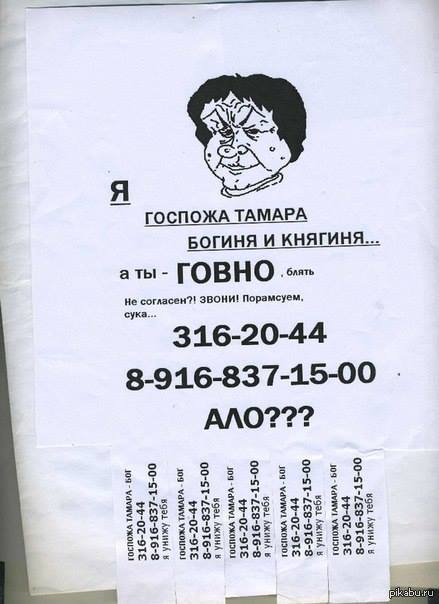 Я
ГОСПОЖА ТАМАРА
БОГИНЯ И КНЯГИНЯ...
а ты - ГОВНО , блять
Не согласен?! ЗВОНИ! Порамсуем,
сука...
316-20-44
8-916-837-15-00
АЛО???
ГОСПОЖА ТАМАРА - БОГ
316-20-44
8-916-837-15-00
я унижу тебя
ГОСПОЖА ТАМАРА - БОГ
316-20-44
8-916-837-15-00
я унижу тебя
ГОСПОЖА ТАМАРА - БОГ
316-20-44
8-916-837-15-00
я унижу тебя
ГОСПОЖА ТАМАРА - БОГ
316-20-44
8-916-837-15-00
я унижу тебя
ГОСПОЖА ТАМАРА - БОГ
316-20-44
8-916-837-15-00
я унижу тебя
pikabu.ru